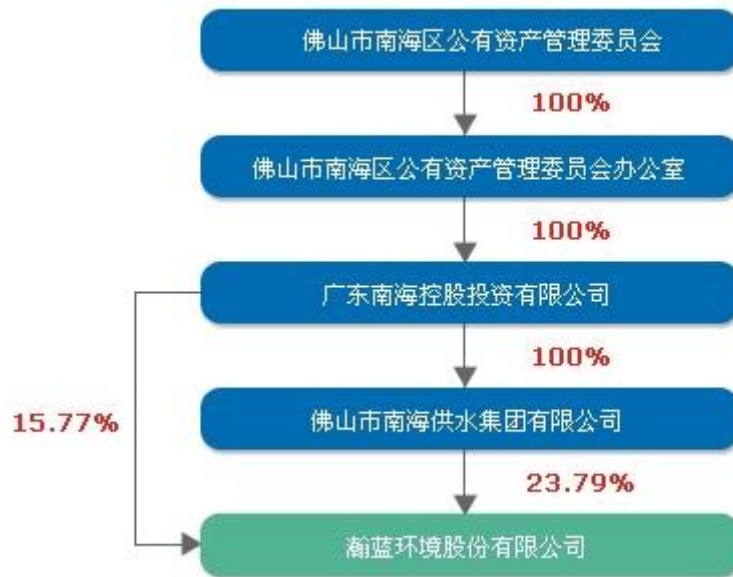 佛山市南海区公有资产管理委员会
100%
佛山市南海区公有资产管理委员会办公室
100%
广东南海控股投资有限公司
100%
15.77%
佛山市南海供水集团有限公司
23.79%
瀚蓝环境股份有限公司